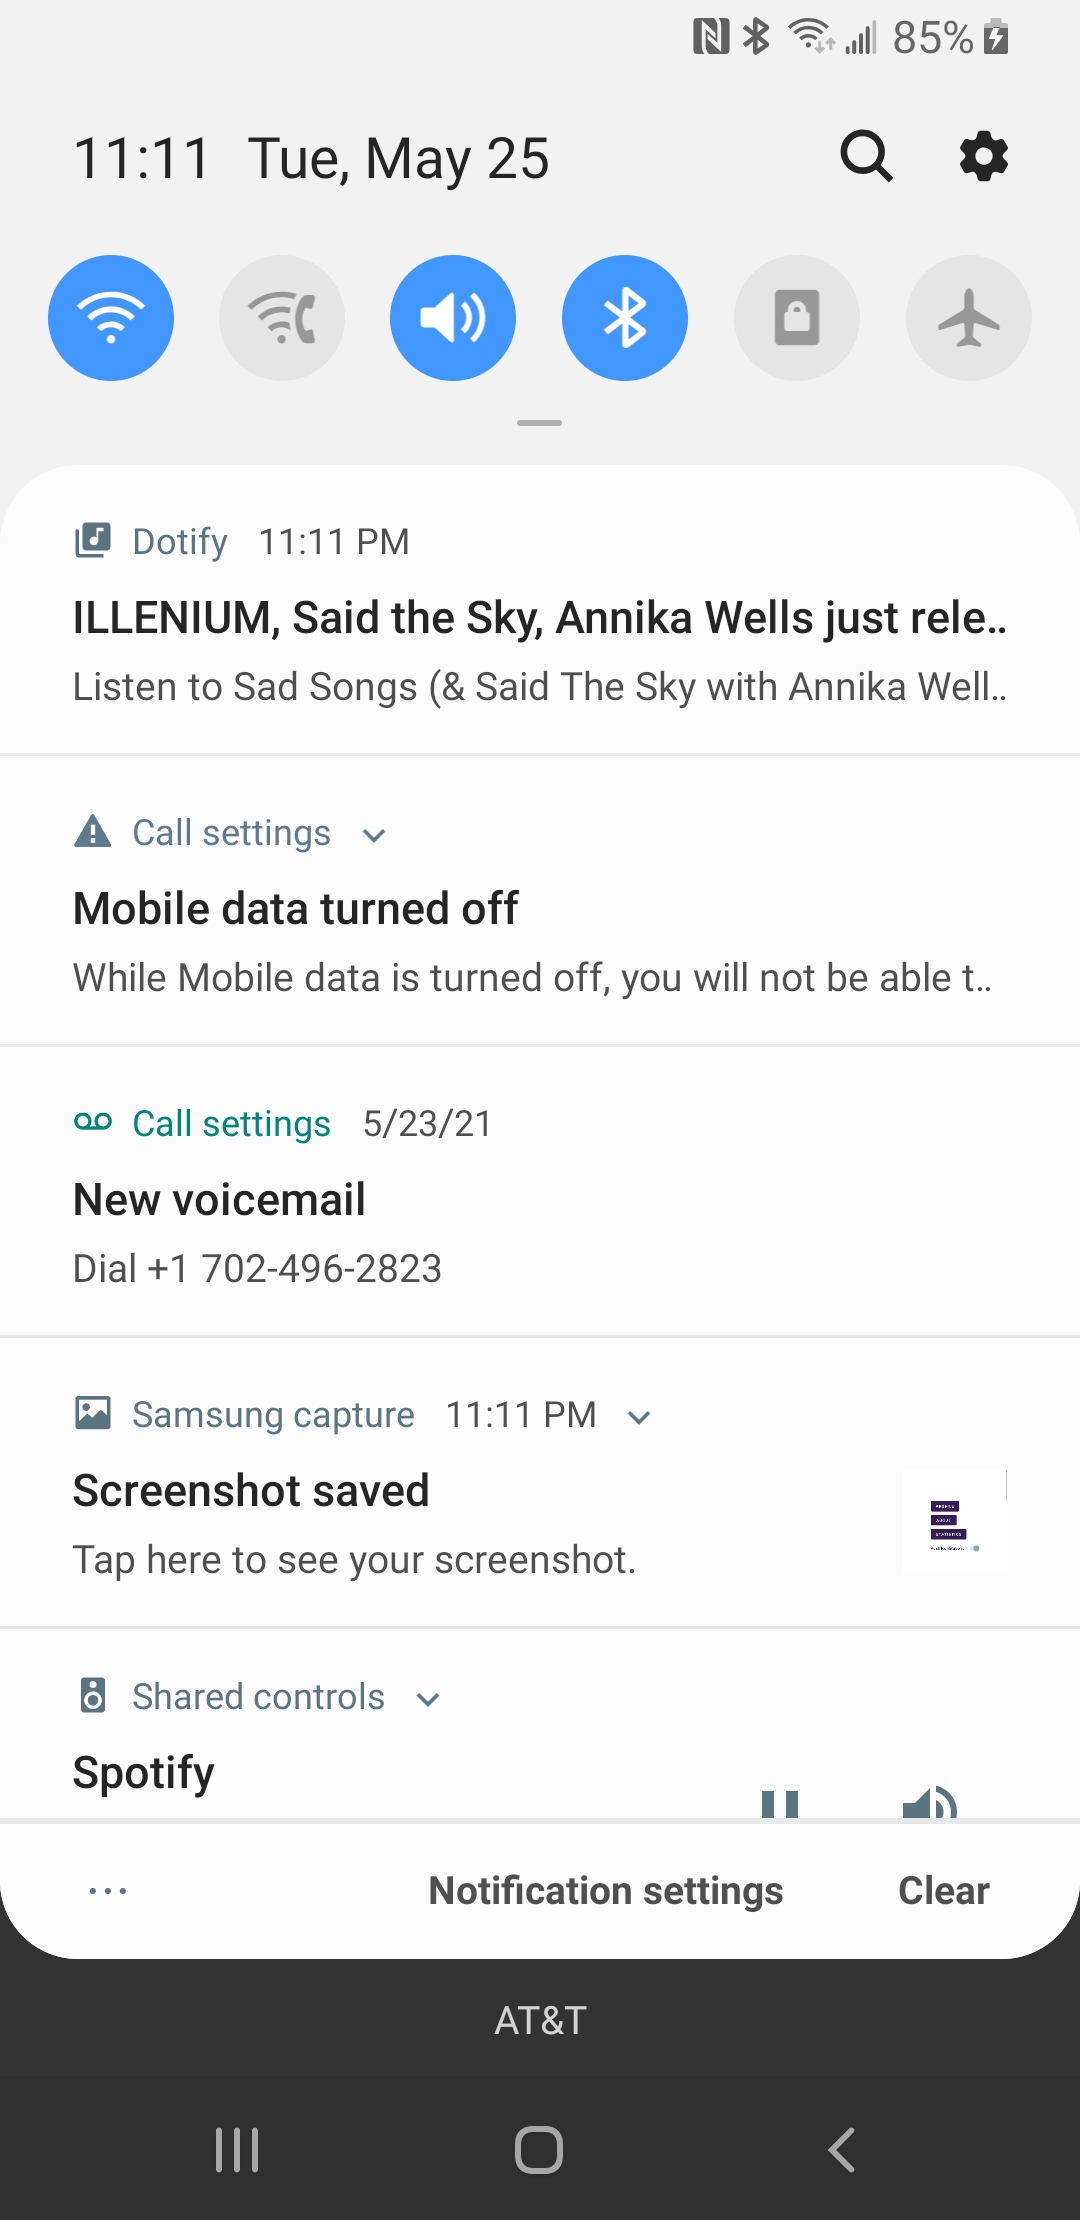 85%
11:11 Tue, May 25
Dotify 11:11 PM
ILLENIUM, Said the Sky, Annika Wells just rele..
Listen to Sad Songs (& Said The Sky with Annika Well..
Call settings
Mobile data turned off
While Mobile data is turned off, you will not be able t..
Call settings 5/23/21
New voicemail
Dial +1 702-496-2823
Samsung capture 11:11 PM
Screenshot saved
Tap here to see your screenshot.
PROFILE
ABOUT
STATISTICS
Shared controls
Spotify
Notification settings Clear
AT&T